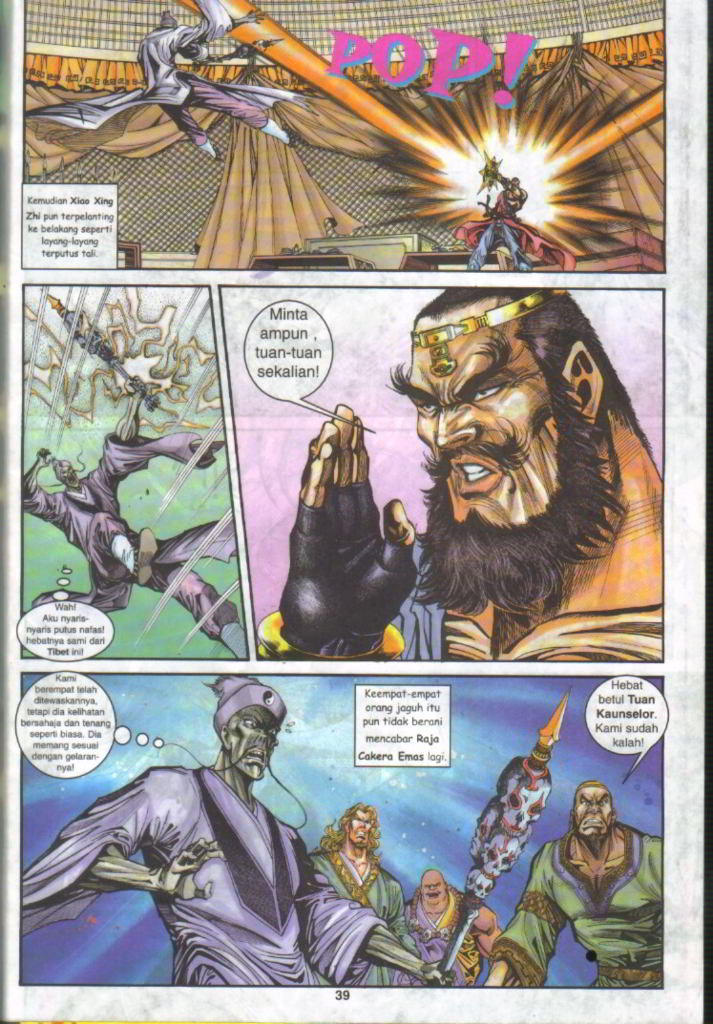 POP!
Kemudian Xiao Xing
Zhi pun terpelanting
ke belakang seperti
layang-layang
terputus tali.
Minta
ampun ,
tuan-tuan
sekalian!
Wah!
Aku nyaris-
nyaris putus nafas!
hebatnya sami dari
Tibet ini!
Kami
berempat telah
ditewaskannya,
tetapi dia kelihatan
bersahaja dan tenang
seperti biasa. Dia
memang sesuai
dengan gelaran-
nya!
Keempat-empat
orang jaguh itu
pun tidak berani
mencabar Raja
Cakera Emas lagi.
Hebat
betul Tuan
Kaunselor.
Kami sudah
kalah!
39